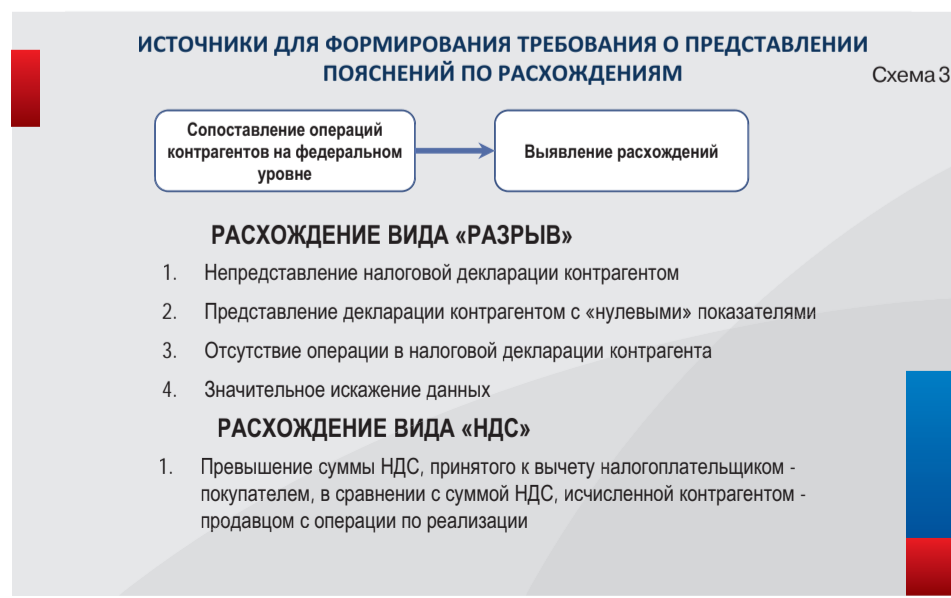 ИСТОЧНИКИ ДЛЯ ФОРМИРОВАНИЯ ТРЕБОВАНИЯ О ПРЕДСТАВЛЕНИИ
ПОЯСНЕНИЙ ПО РАСХОЖДЕНИЯМ
Схема 3
Сопоставление операций
контрагентов на федеральном
уровне
Выявление расхождений
РАСХОЖДЕНИЕ ВИДА «РАЗРЫВ»
1. Непредставление налоговой декларации контрагентом
2. Представление декларации контрагентом с «нулевыми» показателями
3. Отсутствие операции в налоговой декларации контрагента
4. Значительное искажение данных
РАСХОЖДЕНИЕ ВИДА «НДС»
1. Превышение суммы НДС, принятого к вычету налогоплательщиком -
покупателем, в сравнении с суммой НДС, исчисленной контрагентом -
продавцом с операции по реализации